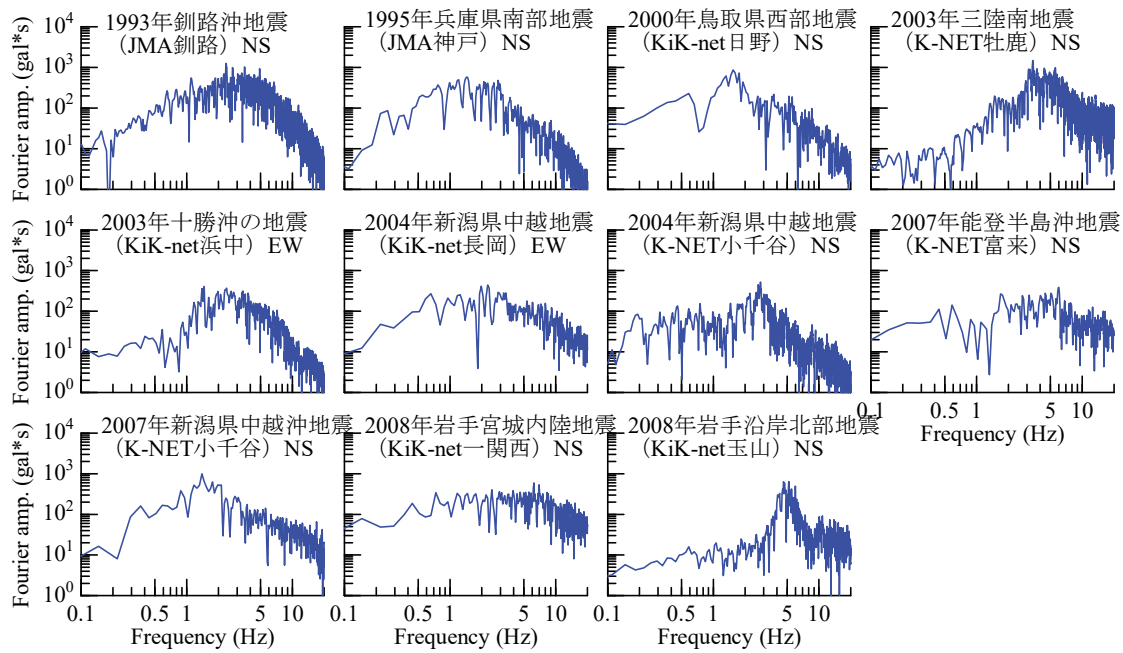 1993年釧路沖地震
(JMA釧路) NS
1995年兵庫県南部地震
(JMA神戸) NS
2000年鳥取県西部地震
(KiK-net日野) NS
2003年三陸南地震
(K-NET牡鹿) NS
Fourier amp. (gal*s)
10⁴
10³
10²
10¹
10⁰
2003年十勝沖の地震
(KiK-net浜中) EW
2004年新潟県中越地震
(KiK-net長岡) EW
2004年新潟県中越地震
(K-NET小千谷) NS
2007年能登半島沖地震
(K-NET富来) NS
Fourier amp. (gal*s)
10⁴
10³
10²
10¹
10⁰
0.1 0.5 1 5 10
Frequency (Hz)
2007年新潟県中越沖地震
(K-NET小千谷) NS
2008年岩手宮城内陸地震
(KiK-net一関西) NS
2008年岩手沿岸北部地震
(KiK-net玉山) NS
Fourier amp. (gal*s)
10⁴
10³
10²
10¹
10⁰
0.1 0.5 1 5 10
Frequency (Hz)
0.1 0.5 1 5 10
Frequency (Hz)
0.1 0.5 1 5 10
Frequency (Hz)